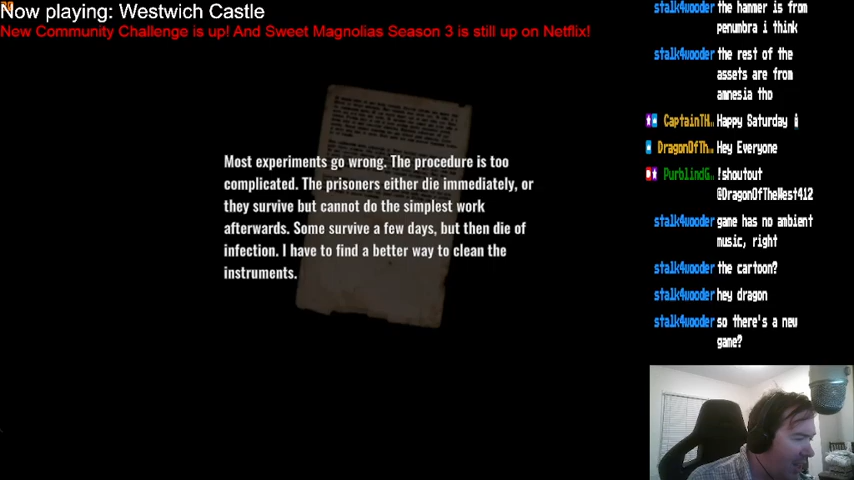 Now playing: Westwich Castle
New Community Challenge is up! And Sweet Magnolias Season 3 is still up on Netflix!
Most experiments go wrong. The procedure is too
complicated. The prisoners either die immediately, or
they survive but cannot do the simplest work
afterwards. Some survive a few days, but then die of
infection. I have to find a better way to clean the
instruments.
stalk4wooder the hammer is from
penumbra i think
stalk4wooder the rest of the
assets are from
amnesia tho
CaptainTH… Happy Saturday
DragonOfTh… Hey Everyone
PurblindG… !shoutout
@DragonOfTheWest412
stalk4wooder game has no ambient
music, right
stalk4wooder the cartoon?
stalk4wooder hey dragon
stalk4wooder so there's a new
game?